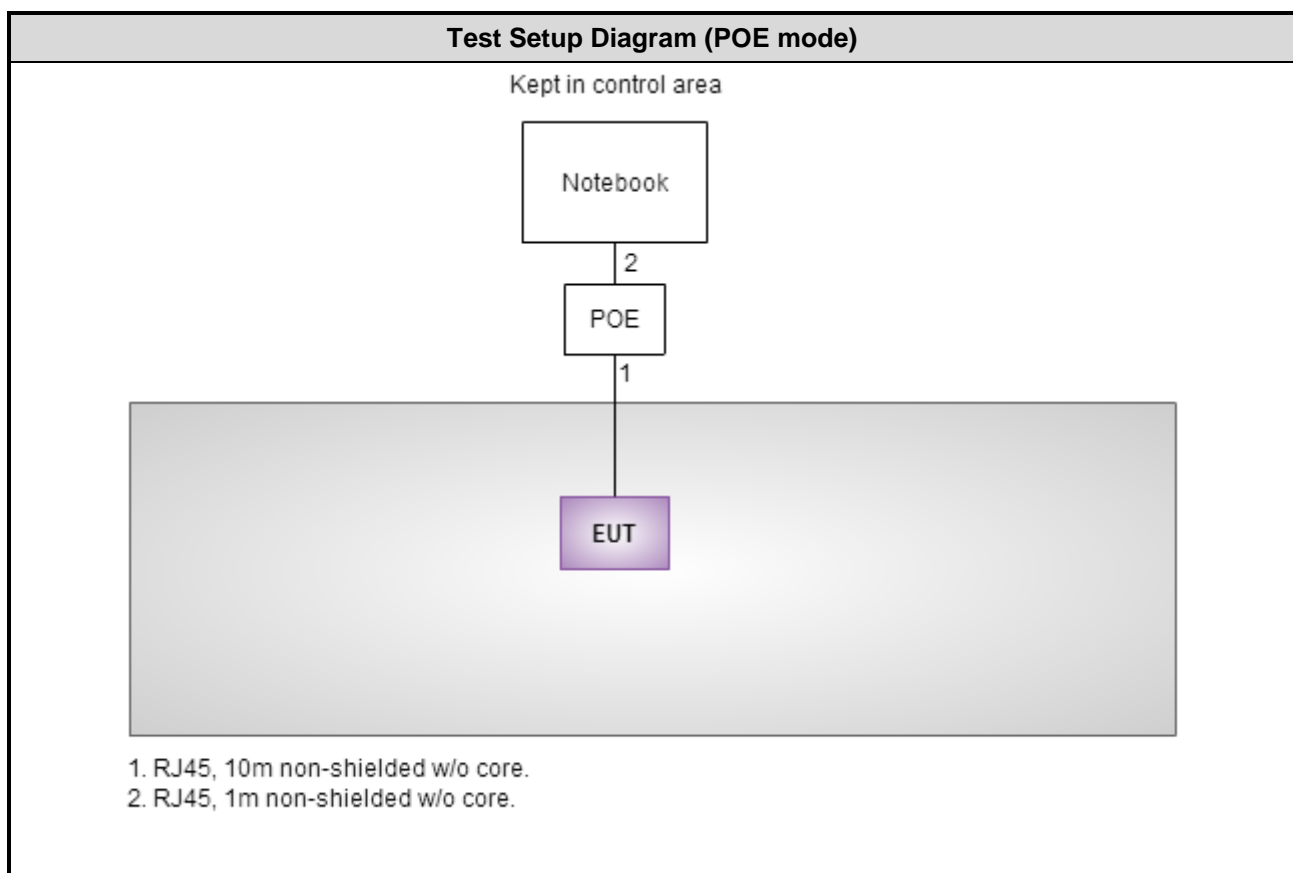 Test Setup Diagram (POE mode)
Kept in control area
Notebook
2
POE
1
EUT
1. RJ45, 10m non-shielded w/o core.
2. RJ45, 1m non-shielded w/o core.